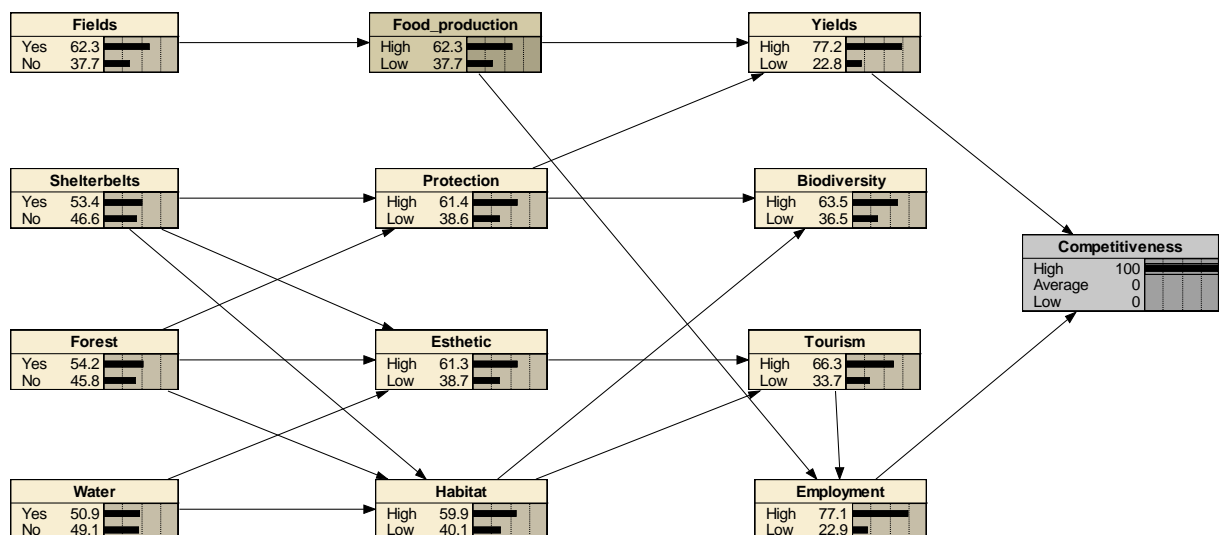 Fields
Yes 62.3
No 37.7
Food_production
High 62.3
Low 37.7
Yields
High 77.2
Low 22.8
Shelterbelts
Yes 53.4
No 46.6
Protection
High 61.4
Low 38.6
Biodiversity
High 63.5
Low 36.5
Competitiveness
High 100
Average 0
Low 0
Forest
Yes 54.2
No 45.8
Esthetic
High 61.3
Low 38.7
Tourism
High 66.3
Low 33.7
Water
Yes 50.9
No 49.1
Habitat
High 59.9
Low 40.1
Employment
High 77.1
Low 22.9